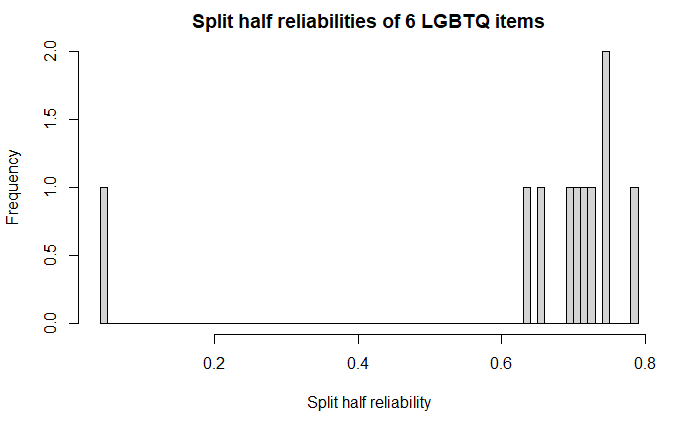 Split half reliabilities of 6 LGBTQ items
Frequency
2.0
1.5
1.0
0.5
0.0
0.2 0.4 0.6 0.8
Split half reliability